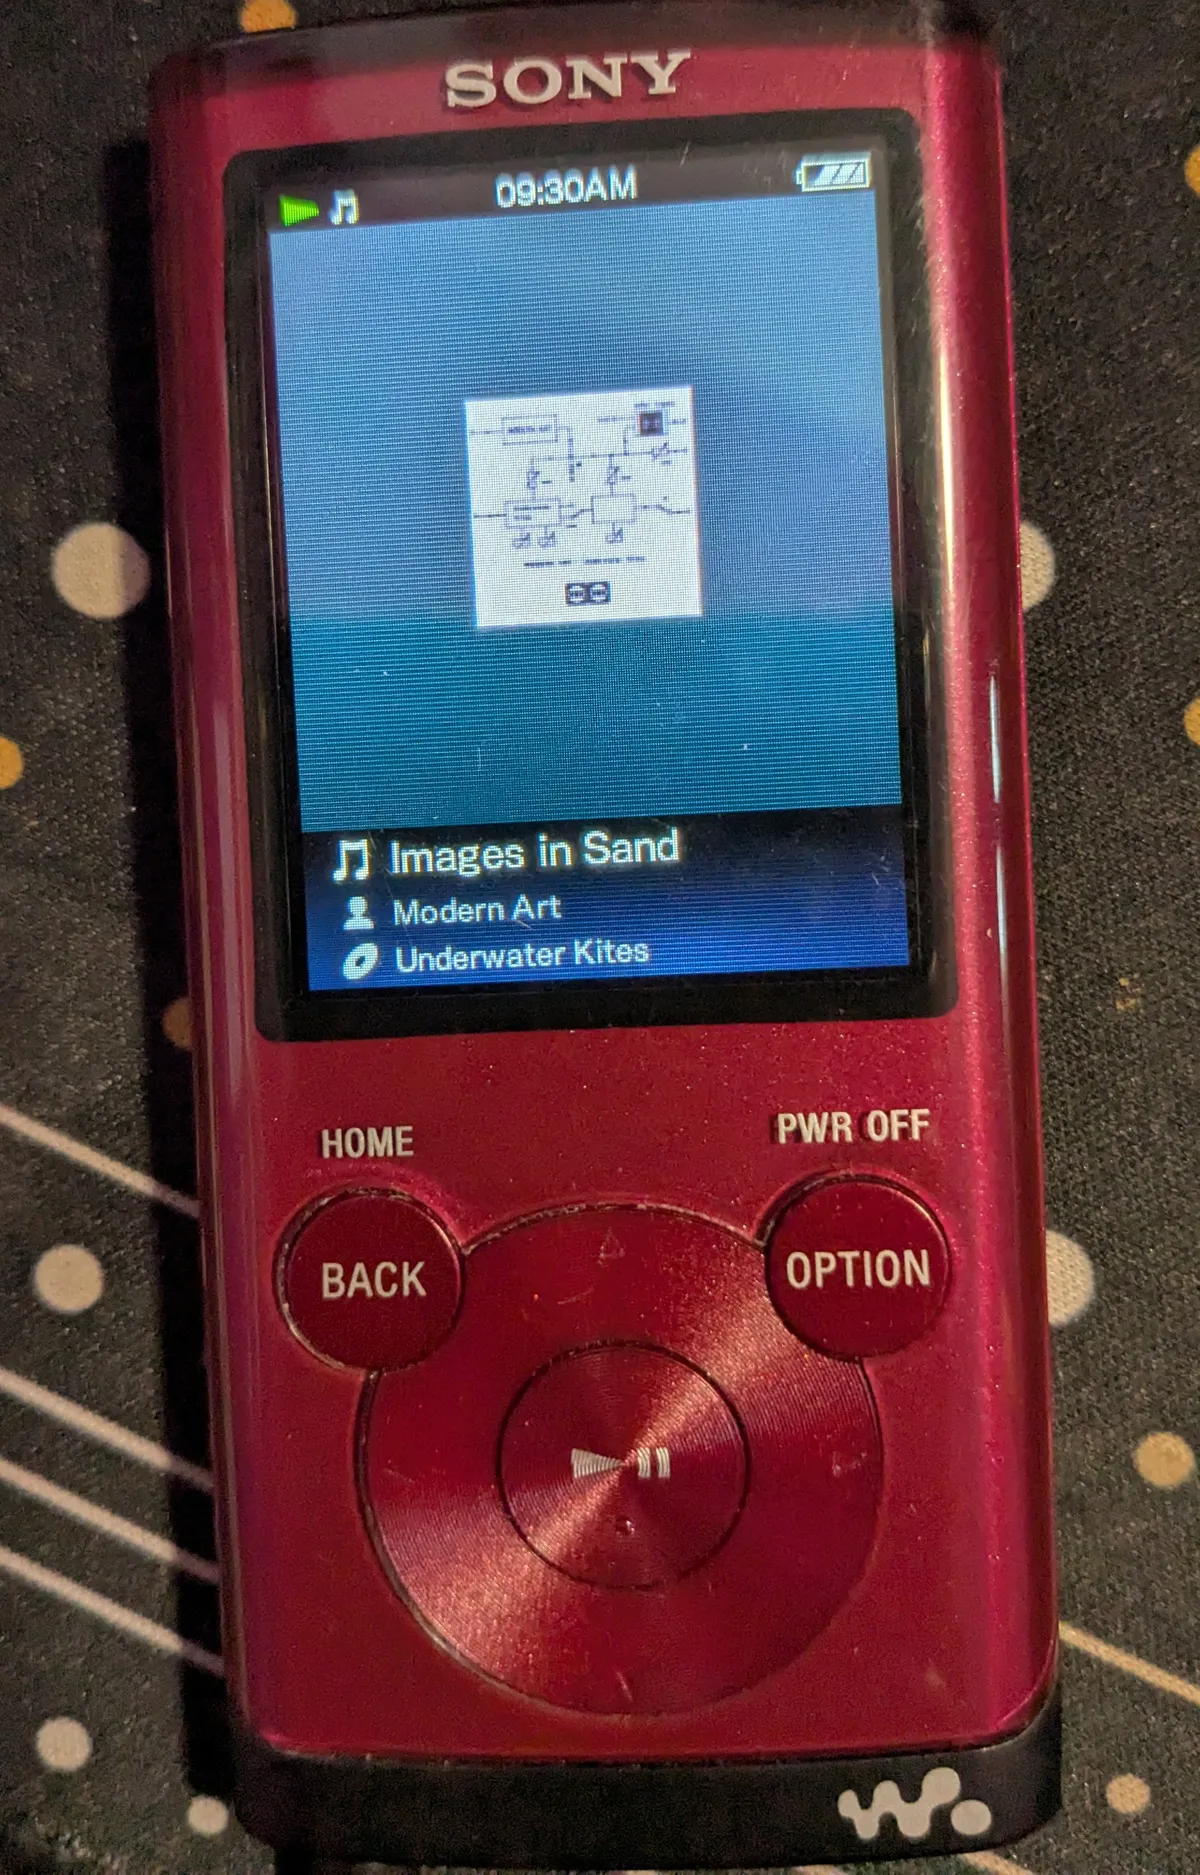 SONY
09:30AM
Images in Sand
Modern Art
Underwater Kites
HOME
PWR OFF
BACK
OPTION